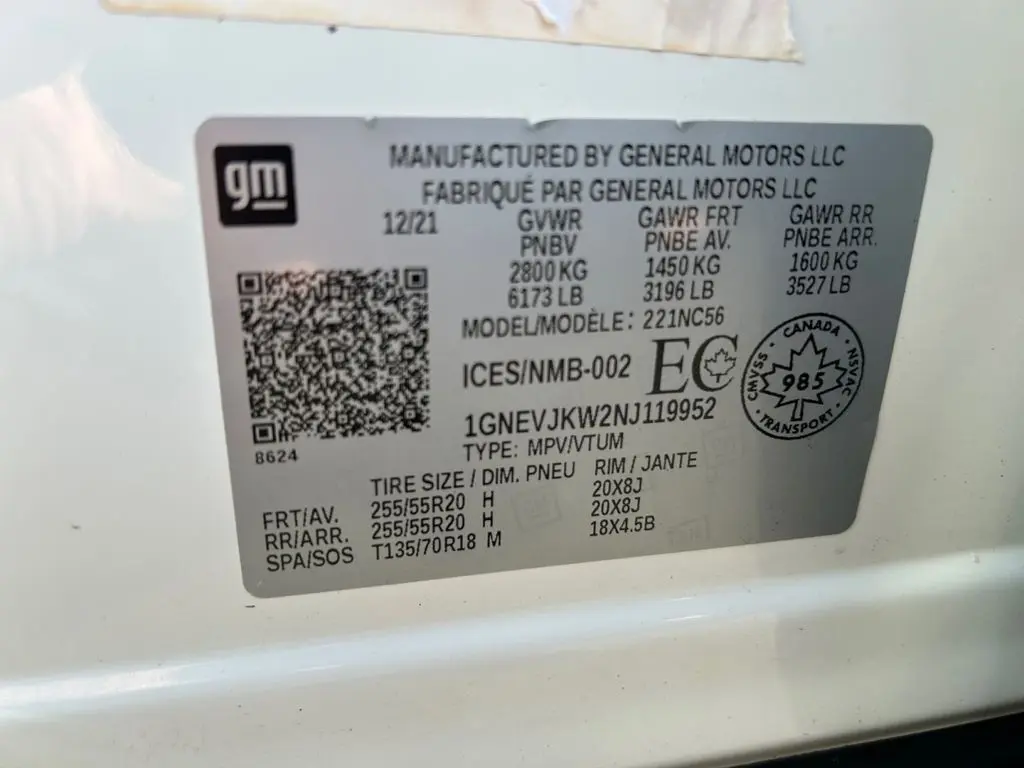 gm
MANUFACTURED BY GENERAL MOTORS LLC
FABRIQUÉ PAR GENERAL MOTORS LLC
12/21 GVWR GAWR FRT GAWR RR
PNBV PNBE AV. PNBE ARR.
2800 KG 1450 KG 1600 KG
6173 LB 3196 LB 3527 LB
MODEL/MODÈLE: 221NC56
ICES/NMB-002 EC
CANADA
CMVSS 985 NSVAC
TRANSPORT
1GNEVJKW2NJ119952
TYPE: MPV/VTUM
8624
TIRE SIZE / DIM. PNEU RIM / JANTE
FRT/AV. 255/55R20 H 20X8J
RR/ARR. 255/55R20 H 20X8J
SPA/SOS T135/70R18 M 18X4.5B